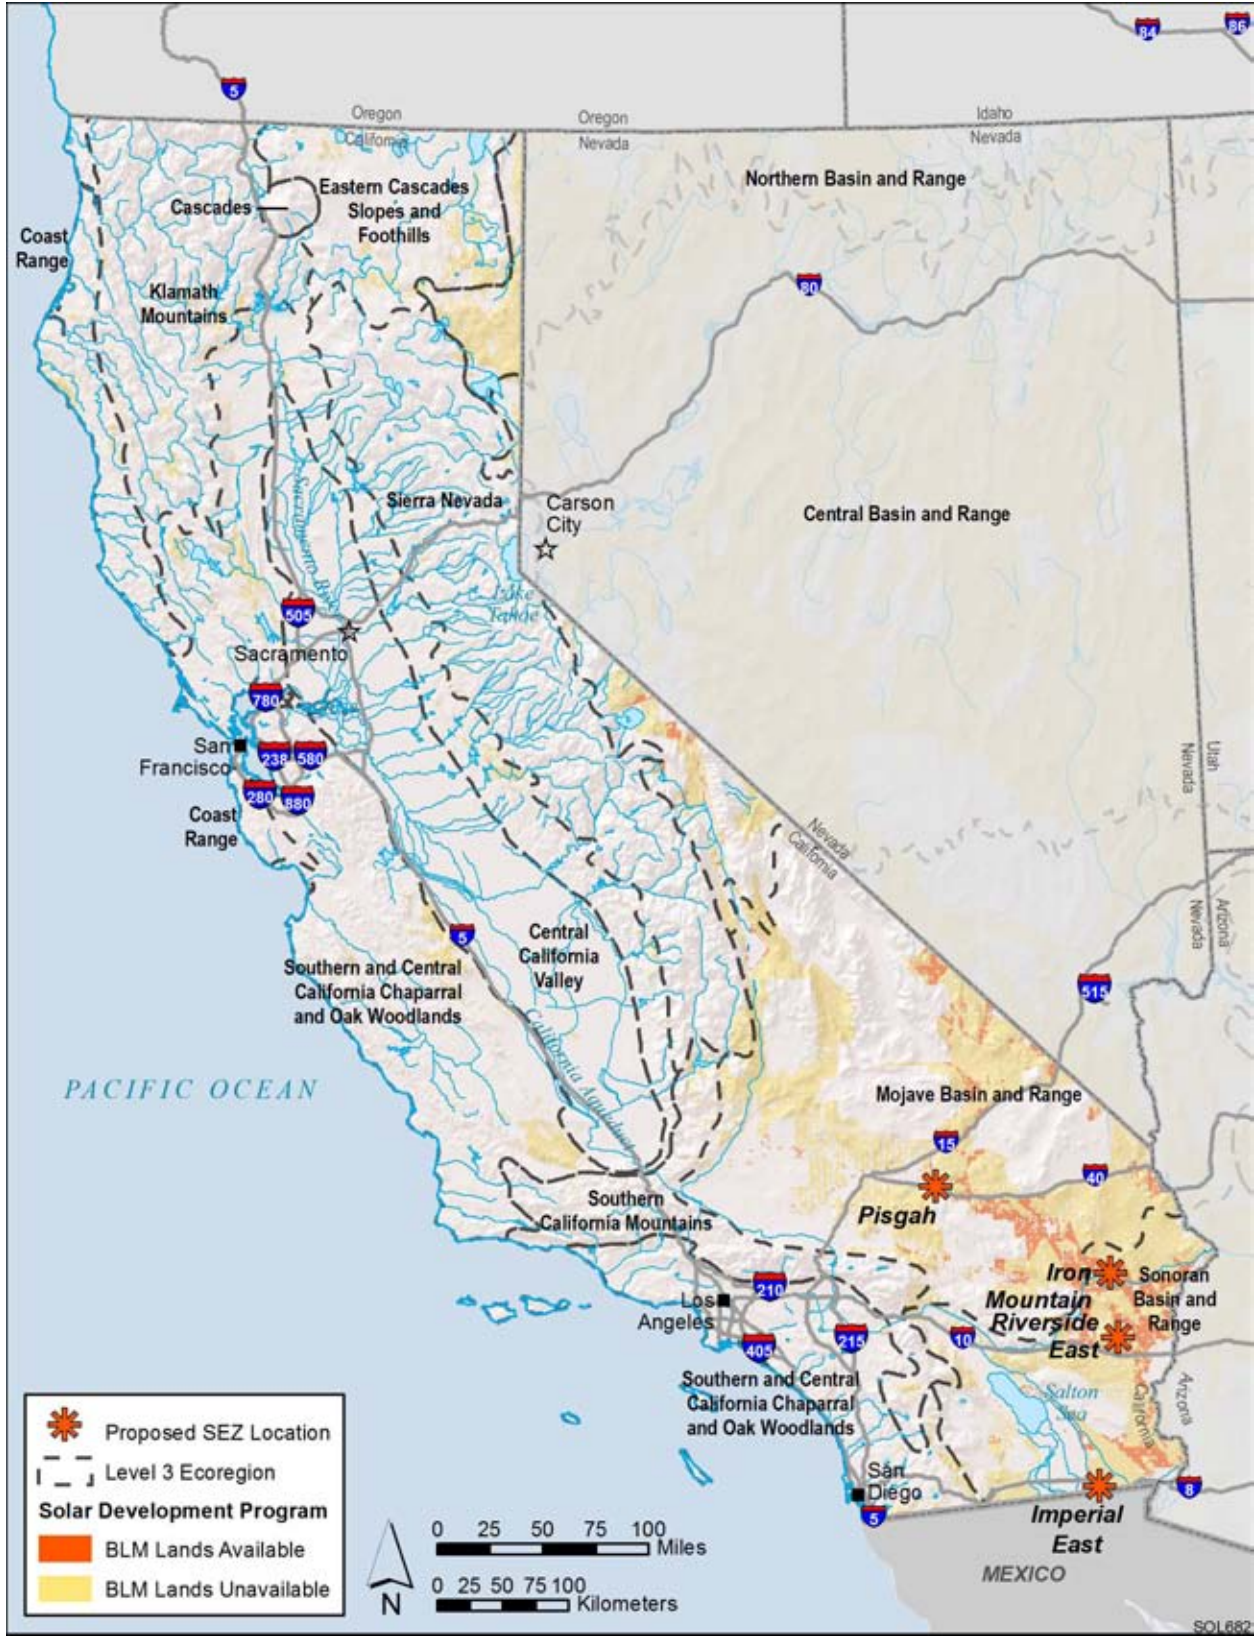 84
86
5
Oregon
California
Oregon
Nevada
Idaho
Nevada
Northern Basin and Range
Eastern Cascades
Slopes and
Foothills
Cascades
Coast
Range
Klamath
Mountains
80
Sacramento River
Sierra Nevada
Carson
City
Central Basin and Range
Lake
Tahoe
505
Sacramento
780
San
Francisco
238
580
280
880
Coast
Range
Utah
Nevada
Nevada
California
Arizona
Nevada
5
Central
California
Valley
Southern and Central
California Chaparral
and Oak Woodlands
515
California Aqueduct
PACIFIC OCEAN
Mojave Basin and Range
15
40
Pisgah
Southern
California Mountains
Iron
Mountain
Sonoran
Basin and
Range
Riverside
East
210
Los
Angeles
405
215
10
Southern and Central
California Chaparral
and Oak Woodlands
Salton
Sea
California
Arizona
San
Diego
5
8
Imperial
East
MEXICO
Proposed SEZ Location
Level 3 Ecoregion
Solar Development Program
BLM Lands Available
BLM Lands Unavailable
N
0 25 50 75 100
Miles
0 25 50 75 100
Kilometers
SOL682